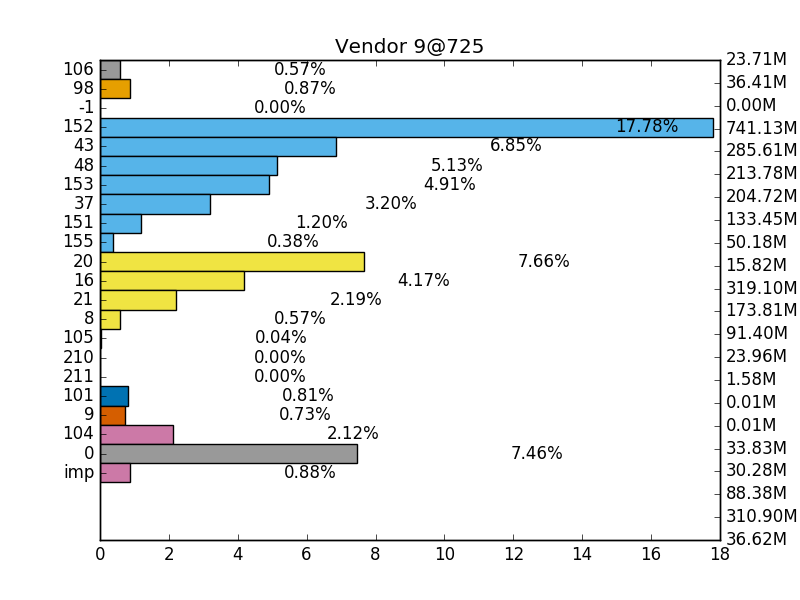 Vendor 9@725
106 0.57% 23.71M
98 0.87% 36.41M
-1 0.00% 0.00M
152 17.78% 741.13M
43 6.85% 285.61M
48 5.13% 213.78M
153 4.91% 204.72M
37 3.20% 133.45M
151 1.20% 50.18M
155 0.38% 15.82M
20 7.66% 319.10M
16 4.17% 173.81M
21 2.19% 91.40M
8 0.57% 23.96M
105 0.04% 1.58M
210 0.00% 0.01M
211 0.00% 0.01M
101 0.81% 33.83M
9 0.73% 30.28M
104 2.12% 88.38M
0 7.46% 310.90M
imp 0.88% 36.62M
0 2 4 6 8 10 12 14 16 18